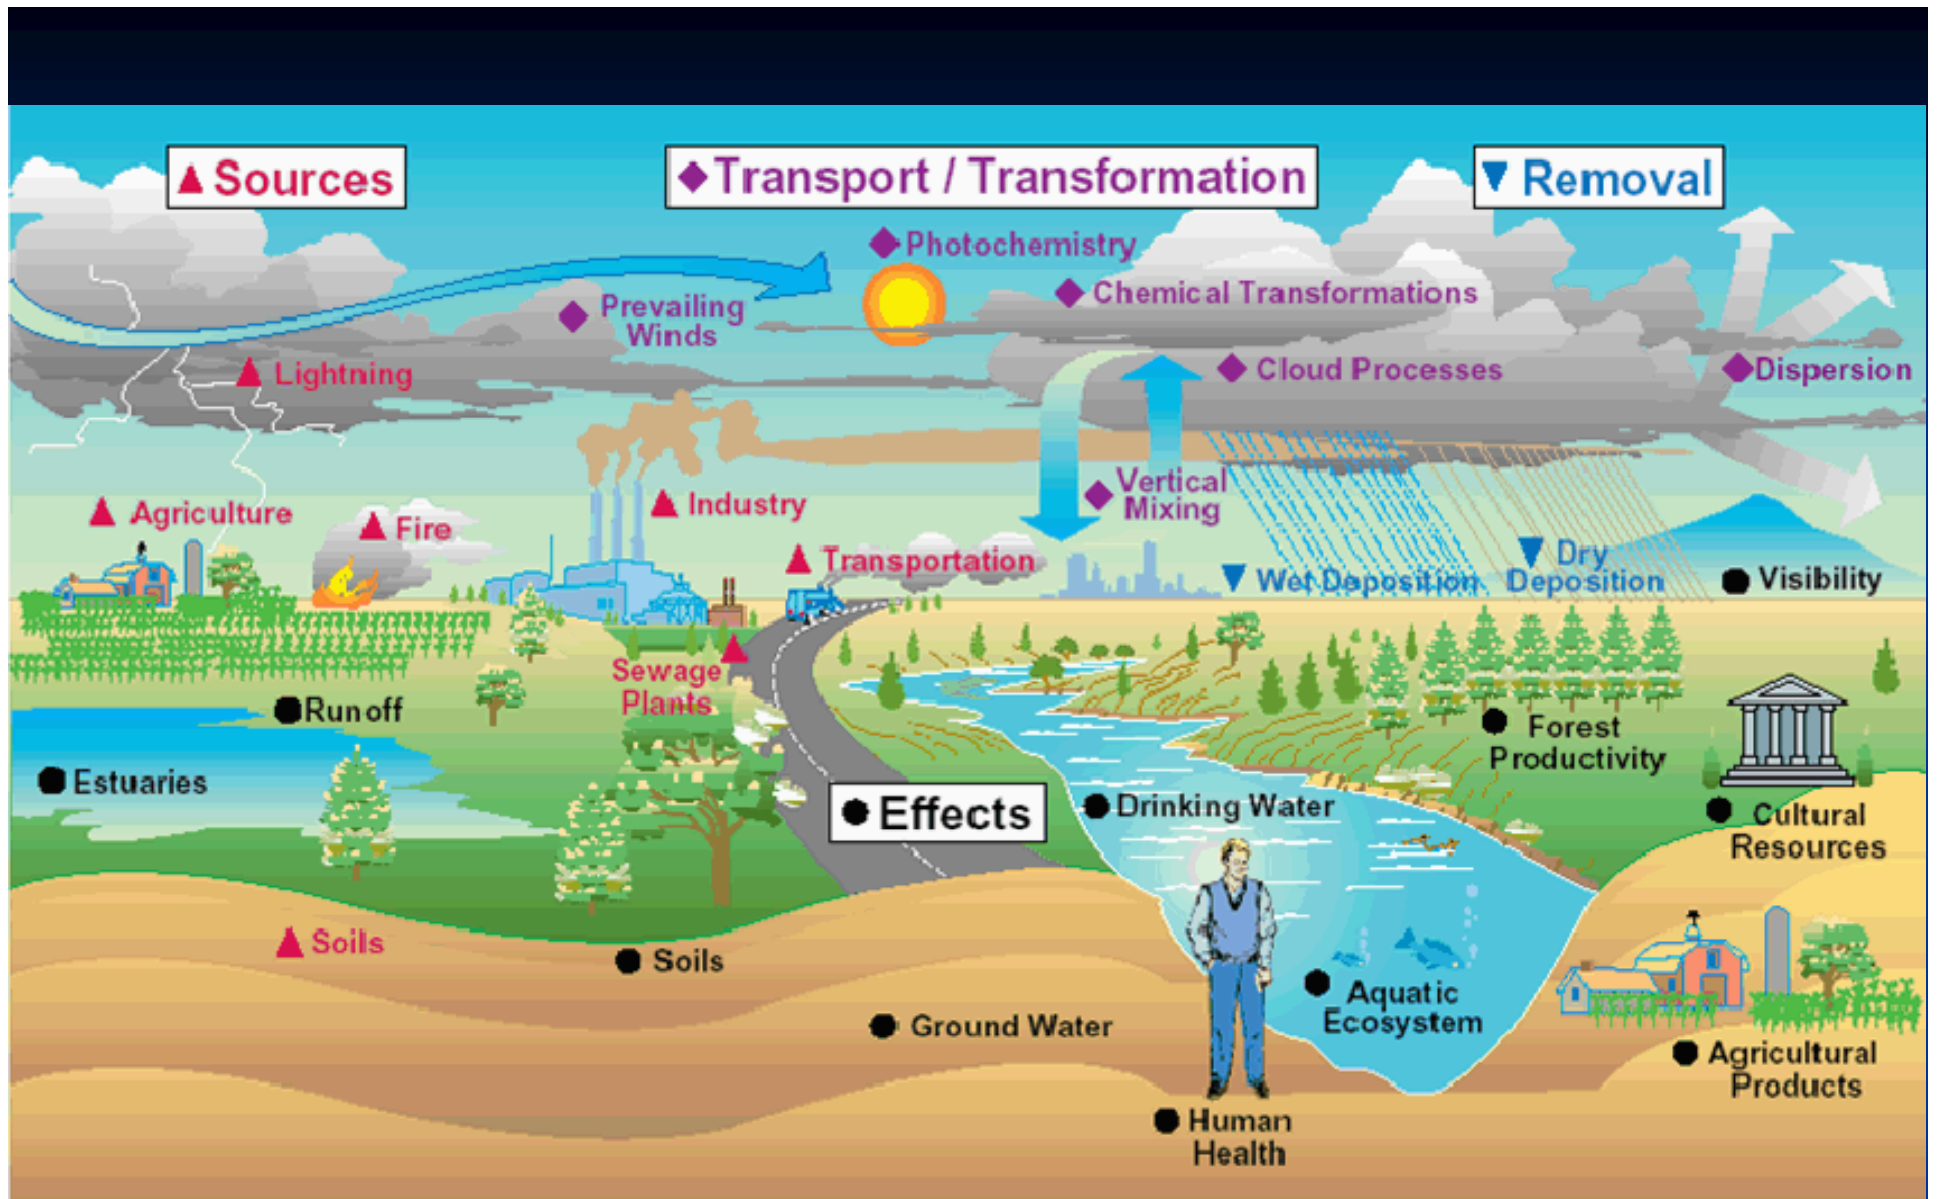 Sources
Transport / Transformation
Removal
Photochemistry
Prevailing
Winds
Chemical Transformations
Lightning
Cloud Processes
Dispersion
Agriculture
Fire
Industry
Vertical
Mixing
Transportation
Wet Deposition
Dry
Deposition
Visibility
Sewage
Plants
Runoff
Forest
Productivity
Estuaries
Effects
Drinking Water
Cultural
Resources
Soils
Soils
Aquatic
Ecosystem
Ground Water
Agricultural
Products
Human
Health